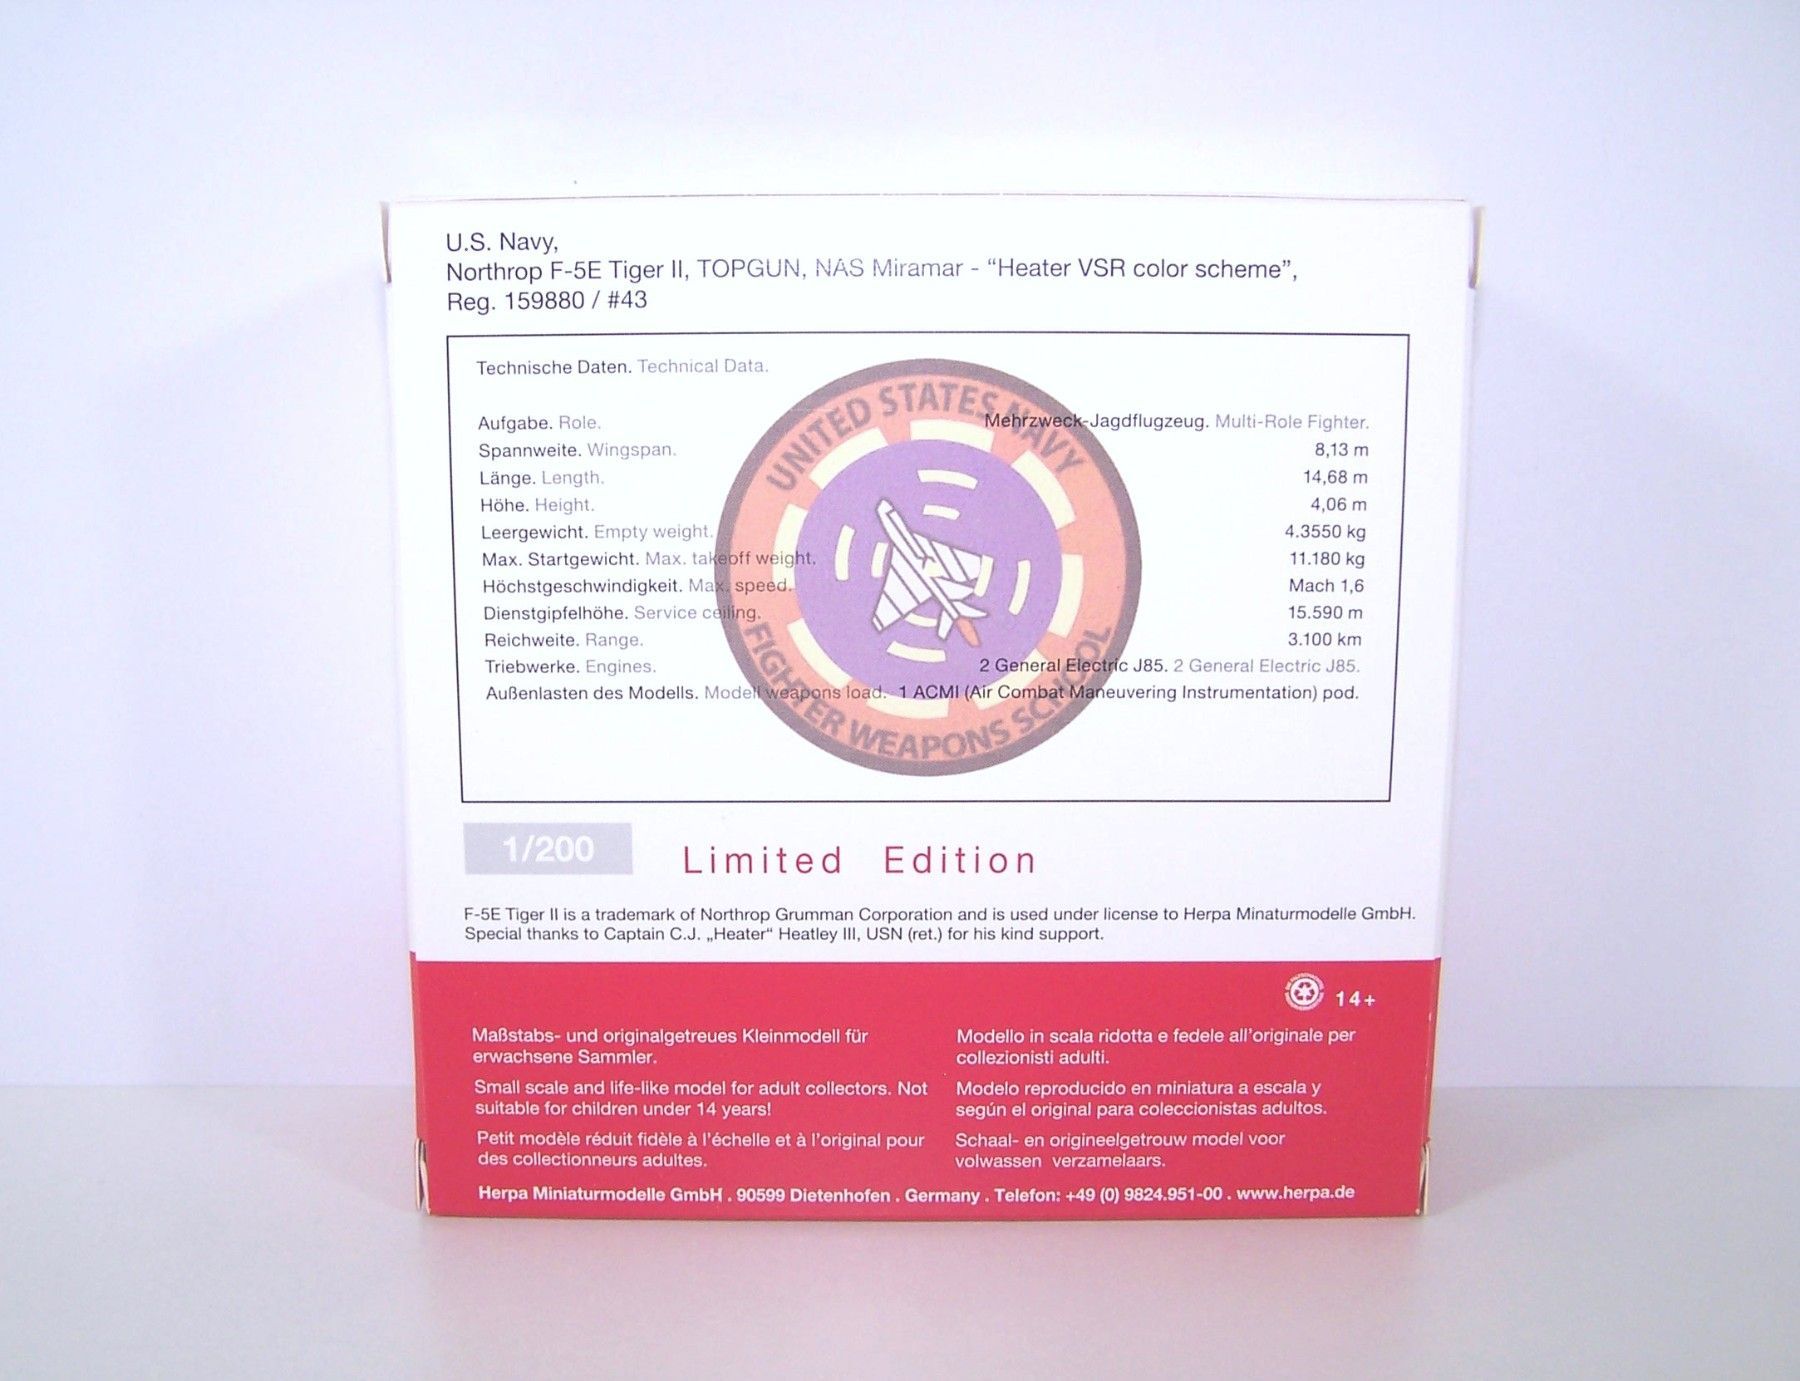 U.S. Navy,
Northrop F-5E Tiger II, TOPGUN, NAS Miramar - “Heater VSR color scheme”,
Reg. 159880 / #43
Technische Daten. Technical Data.
Aufgabe. Role. Mehrzweck-Jagdflugzeug. Multi-Role Fighter.
Spannweite. Wingspan. 8,13 m
Länge. Length. 14,68 m
Höhe. Height. 4,06 m
Leergewicht. Empty weight. 4.3550 kg
Max. Startgewicht. Max. takeoff weight. 11.180 kg
Höchstgeschwindigkeit. Max. speed. Mach 1,6
Dienstgipfelhöhe. Service ceiling. 15.590 m
Reichweite. Range. 3.100 km
Triebwerke. Engines. 2 General Electric J85. 2 General Electric J85.
Außenlasten des Modells. Modell weapons load. 1 ACMI (Air Combat Maneuvering Instrumentation) pod.
UNITED STATES NAVY
FIGHTER WEAPONS SCHOOL
1/200 Limited Edition
F-5E Tiger II is a trademark of Northrop Grumman Corporation and is used under license to Herpa Minaturmodelle GmbH.
Special thanks to Captain C.J. „Heater“ Heatley III, USN (ret.) for his kind support.
14+
Maßstabs- und originalgetreues Kleinmodell für
erwachsene Sammler.
Small scale and life-like model for adult collectors. Not
suitable for children under 14 years!
Petit modèle réduit fidèle à l'échelle et à l'original pour
des collectionneurs adultes.
Modello in scala ridotta e fedele all'originale per
collezionisti adulti.
Modelo reproducido en miniatura a escala y
según el original para coleccionistas adultos.
Schaal- en origineelgetrouw model voor
volwassen verzamelaars.
Herpa Miniaturmodelle GmbH . 90599 Dietenhofen . Germany . Telefon: +49 (0) 9824.951-00 . www.herpa.de